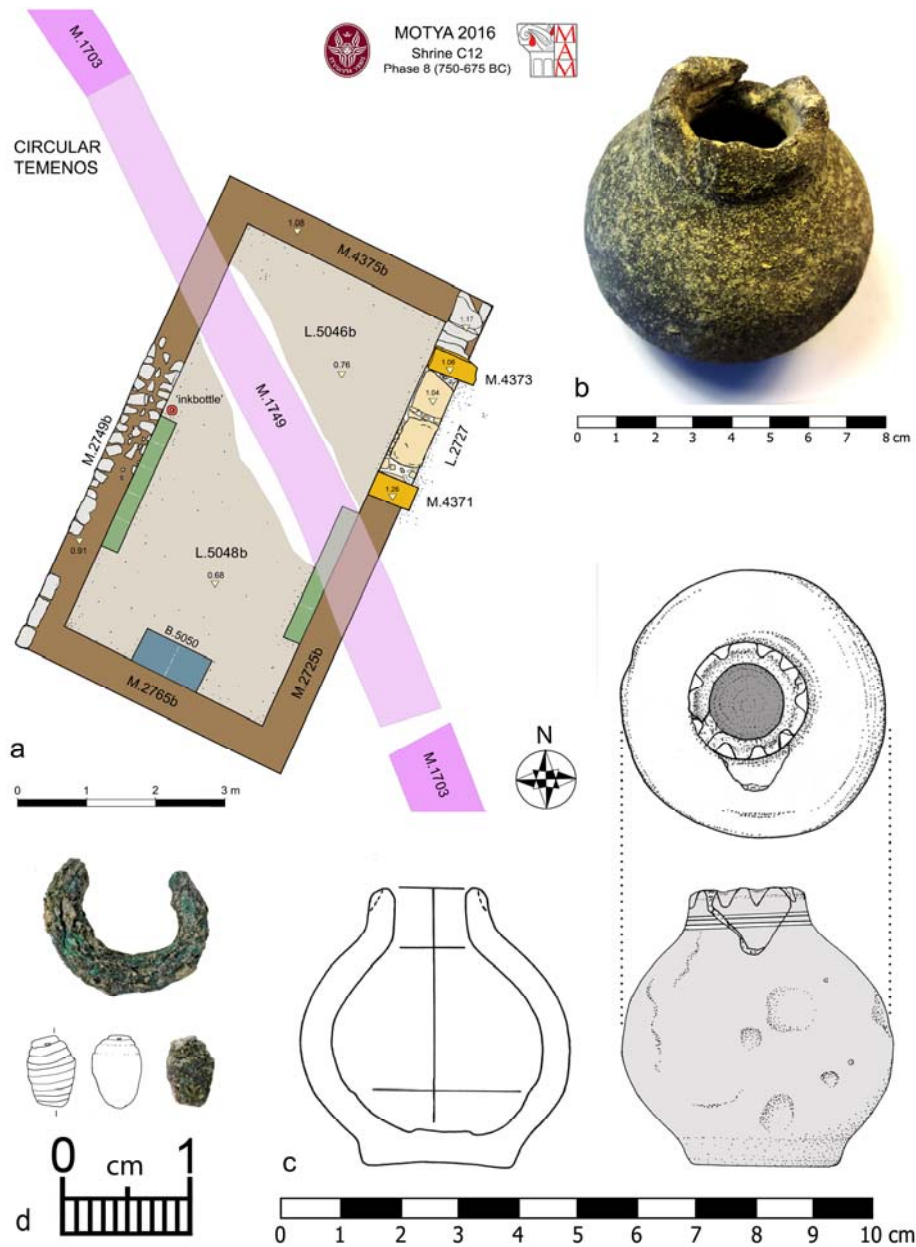 M.1703
MOTYA 2016
Shrine C12
Phase 8 (750-675 BC)
MAM
CIRCULAR
TEMENOS
1.08
M.4375b
L.5046b
0.76
1.17
1.06
M.4373
1.04
L.2727
'inkbottle'
M.1749
M.2749b
1.26
M.4371
0.91
L.5048b
0.68
B.5050
M.2765b
M.2725b
M.1703
N
a
0 1 2 3 m
b
0 1 2 3 4 5 6 7 8 cm
c
0 1 2 3 4 5 6 7 8 9 10 cm
0 cm 1
d